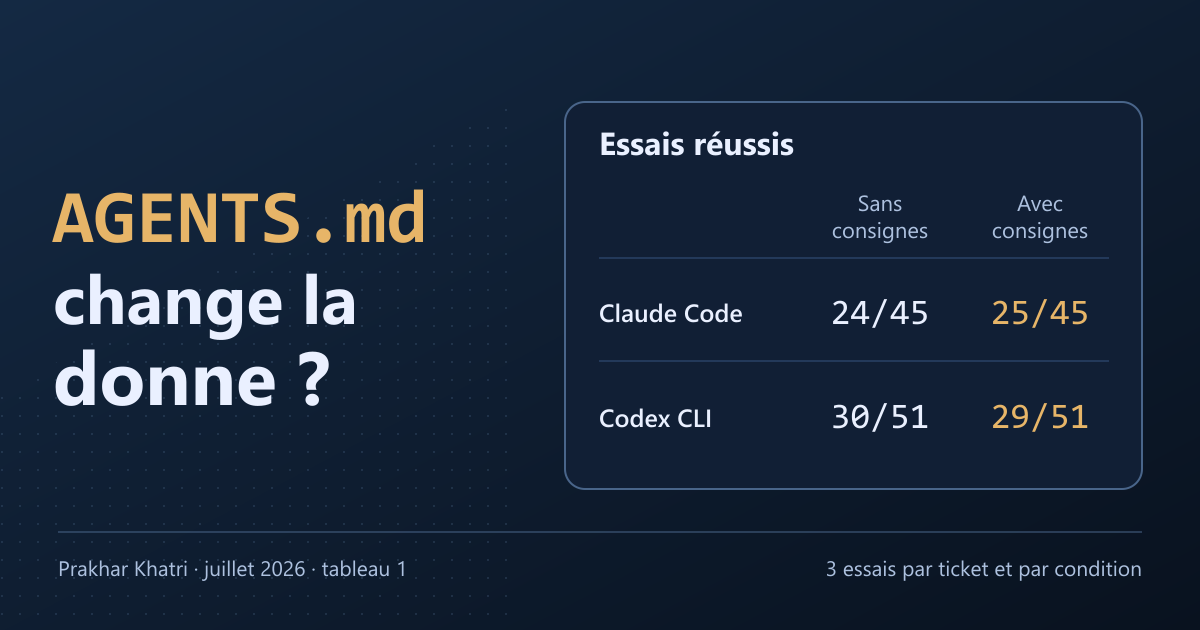 AGENTS.md
change la
donne ?
Essais réussis
Sans
consignes
Avec
consignes
Claude Code 24/45 25/45
Codex CLI 30/51 29/51
Prakhar Khatri · juillet 2026 · tableau 1
3 essais par ticket et par condition